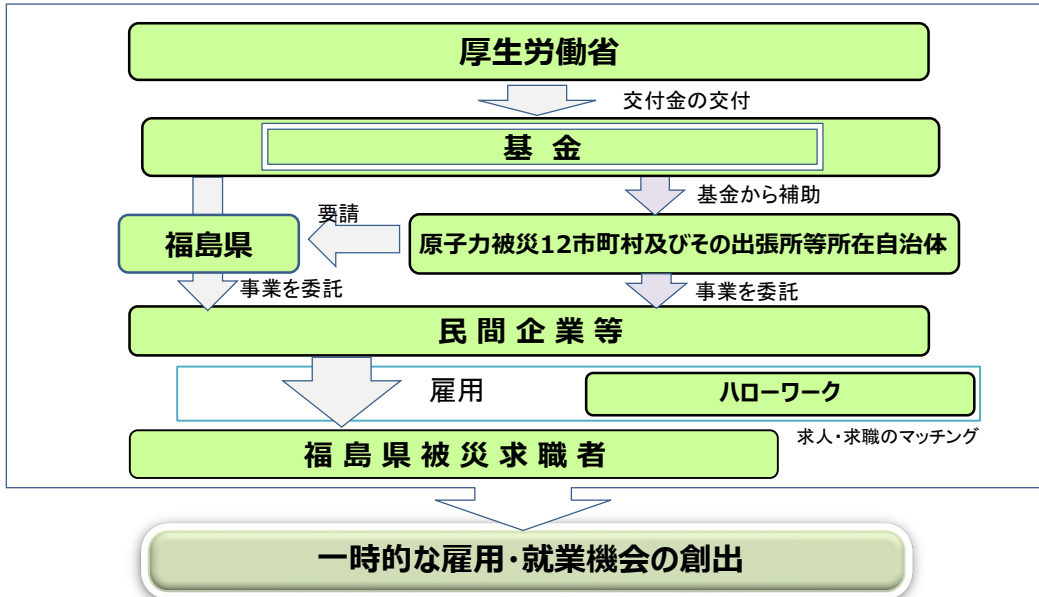 厚生労働省
交付金の交付
基 金
基金から補助
要請
福島県
原子力被災12市町村及びその出張所等所在自治体
事業を委託
事業を委託
民 間 企 業 等
雇用
ハローワーク
求人・求職のマッチング
福 島 県 被 災 求 職 者
一時的な雇用・就業機会の創出